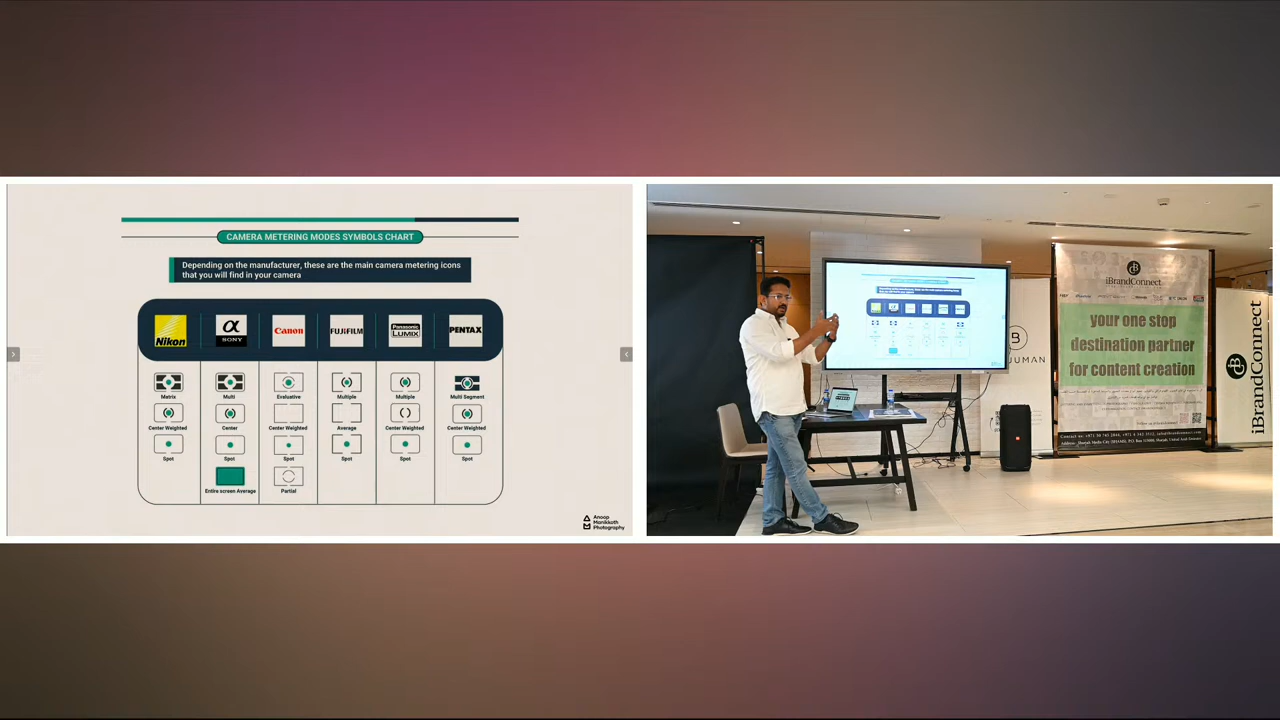 CAMERA METERING MODES SYMBOLS CHART
Depending on the manufacturer, these are the main camera metering icons
that you will find in your camera
Nikon
α
SONY
Canon
FUJIFILM
Panasonic
LUMIX
PENTAX
Matrix
Multi
Evaluative
Multiple
Multiple
Multi Segment
Center Weighted
Center
Center Weighted
Average
Center Weighted
Center Weighted
Spot
Spot
Spot
Spot
Spot
Spot
Entire screen Average
Partial
Anoop
Manikkoth
Photography
iBrandConnect
your one stop
destination partner
for content creation
JUMAN
iBrandConnect